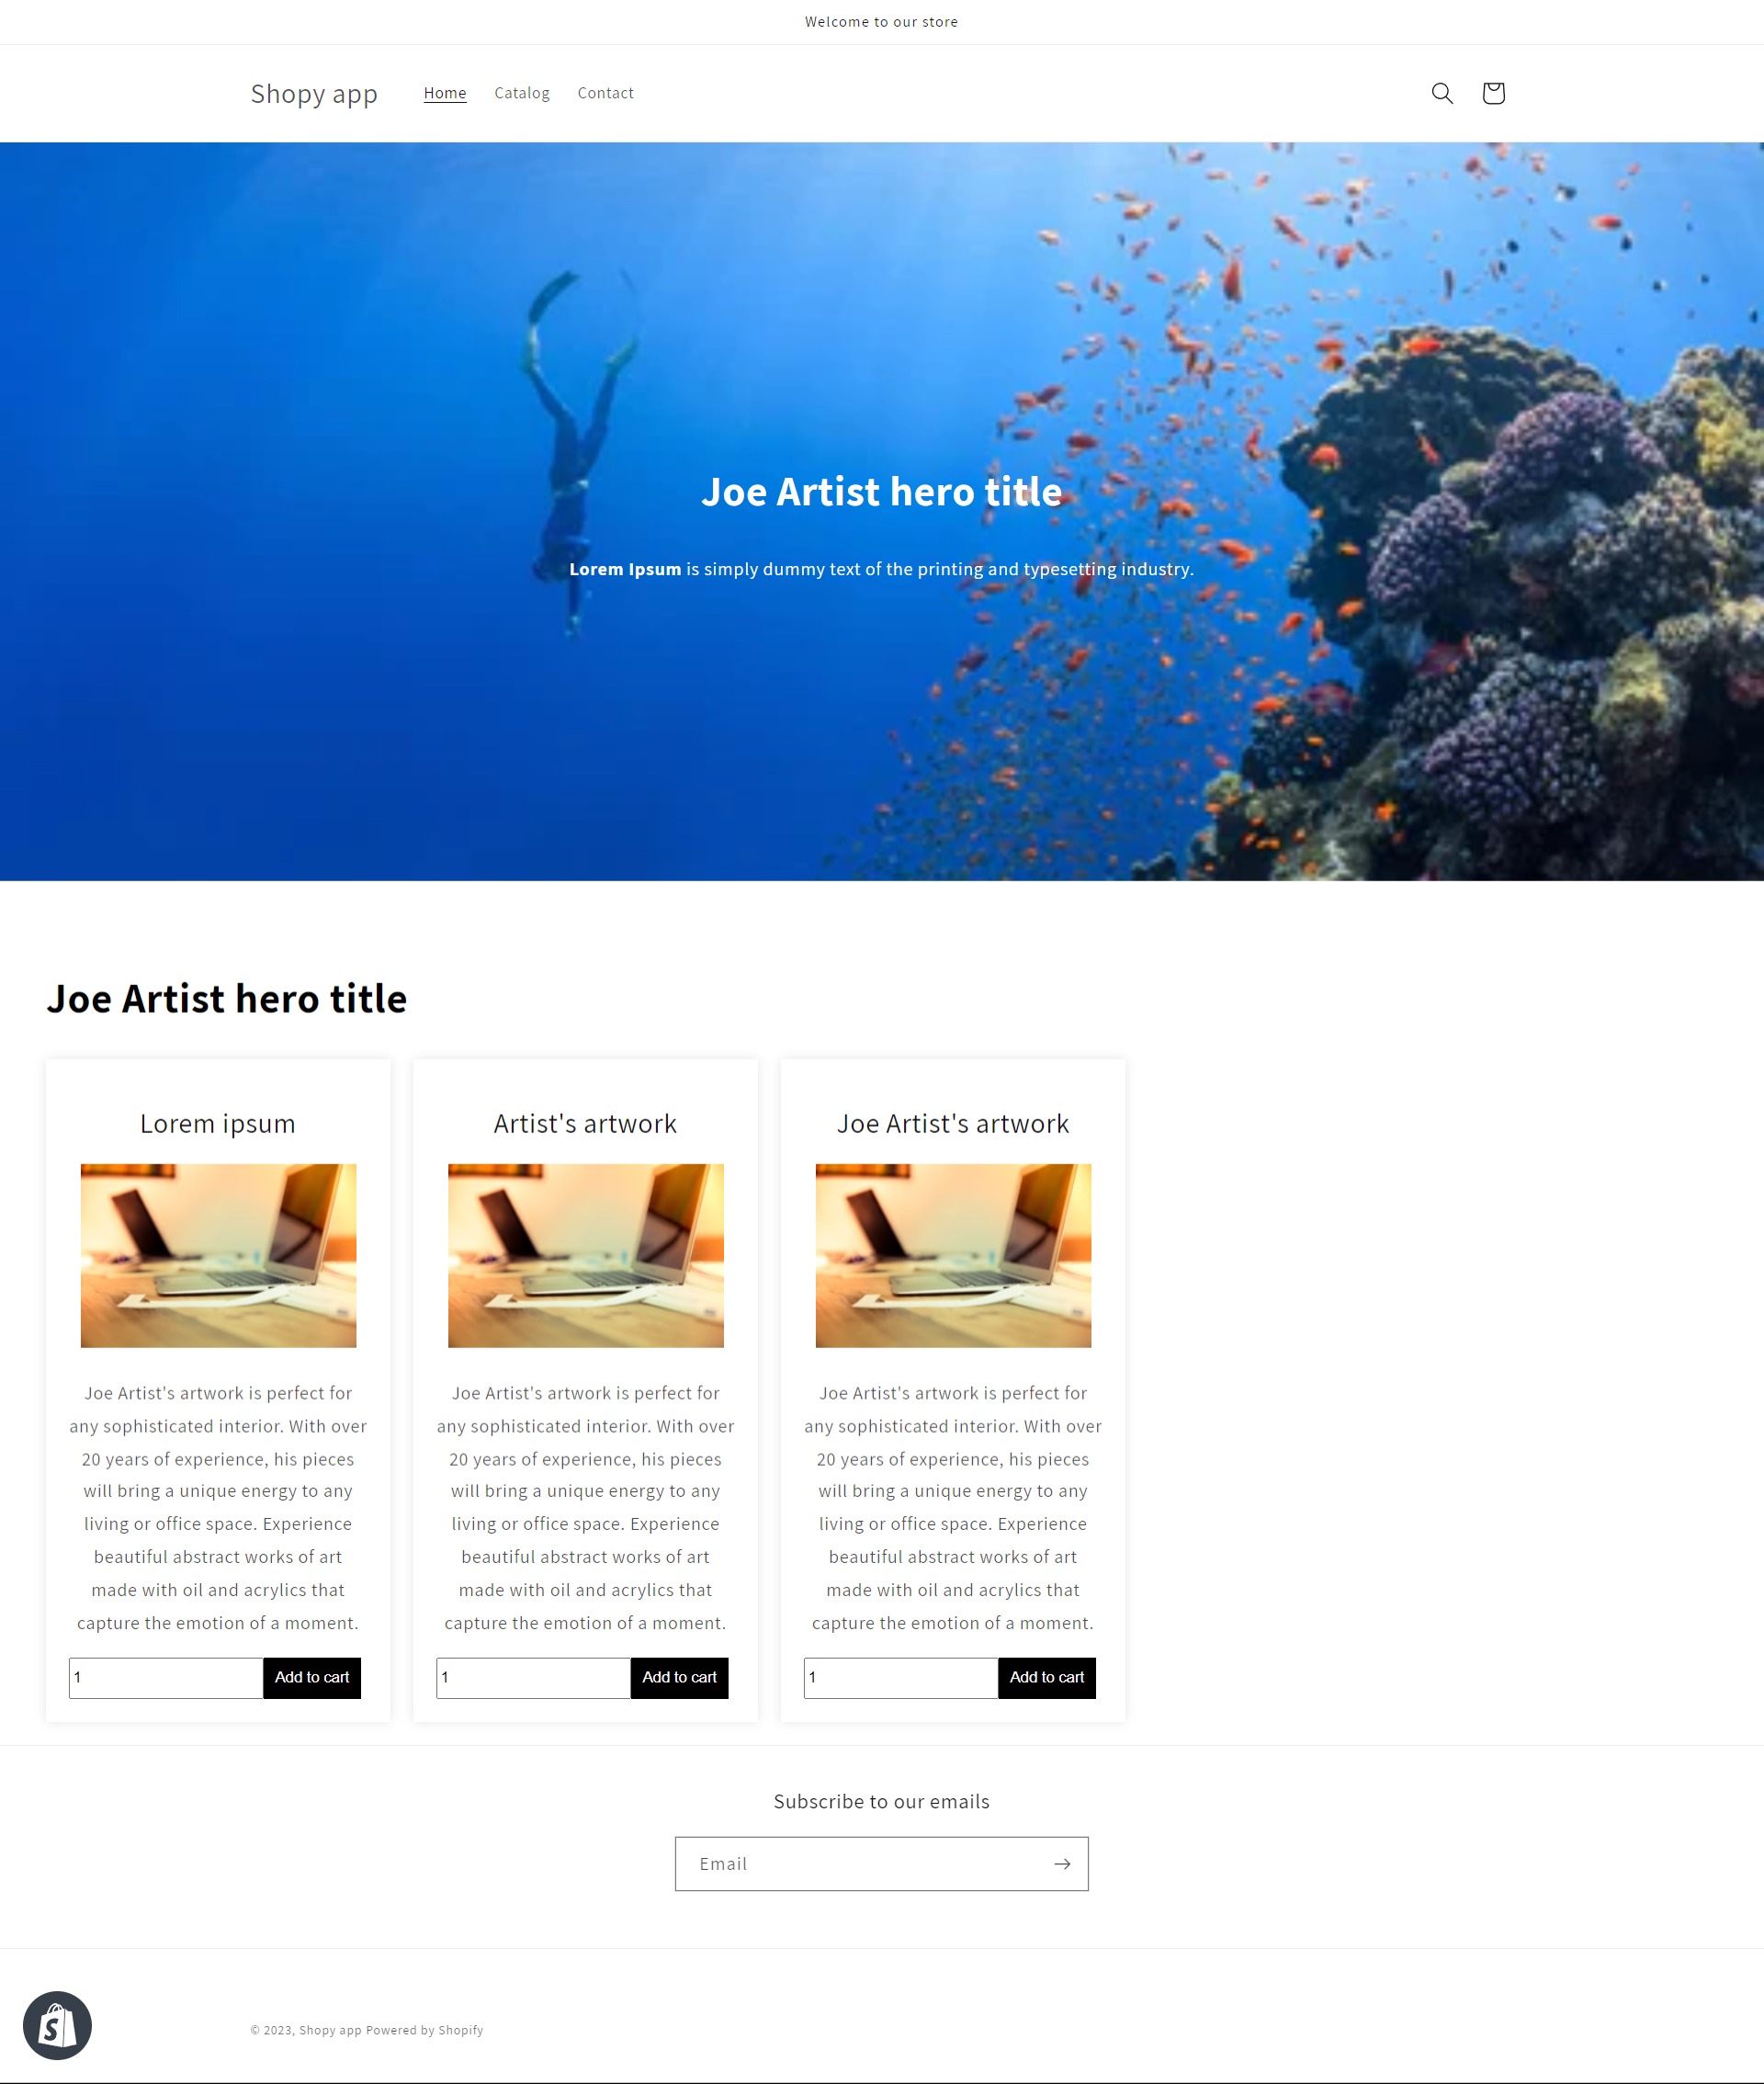 Welcome to our store
Shopy app
Home Catalog Contact
Joe Artist hero title
Lorem Ipsum is simply dummy text of the printing and typesetting industry.
Joe Artist hero title
Lorem ipsum
Joe Artist's artwork is perfect for
any sophisticated interior. With over
20 years of experience, his pieces
will bring a unique energy to any
living or office space. Experience
beautiful abstract works of art
made with oil and acrylics that
capture the emotion of a moment.
1 Add to cart
Artist's artwork
Joe Artist's artwork is perfect for
any sophisticated interior. With over
20 years of experience, his pieces
will bring a unique energy to any
living or office space. Experience
beautiful abstract works of art
made with oil and acrylics that
capture the emotion of a moment.
1 Add to cart
Joe Artist's artwork
Joe Artist's artwork is perfect for
any sophisticated interior. With over
20 years of experience, his pieces
will bring a unique energy to any
living or office space. Experience
beautiful abstract works of art
made with oil and acrylics that
capture the emotion of a moment.
1 Add to cart
Subscribe to our emails
Email
S
© 2023, Shopy app Powered by Shopify